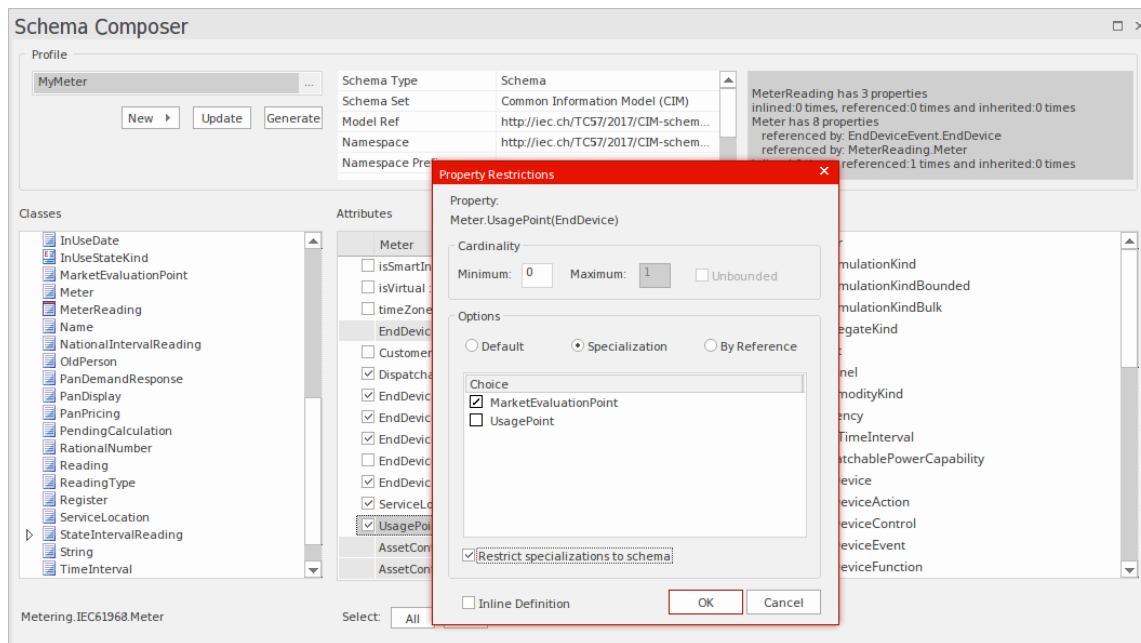 Schema Composer
Profile
MyMeter
...
New
Update
Generate
Schema Type Schema
Schema Set Common Information Model (CIM)
Model Ref http://iec.ch/TC57/2017/CIM-schem...
Namespace http://iec.ch/TC57/2017/CIM-schem...
Namespace Pref
MeterReading has 3 properties
inlined:0 times, referenced:0 times and inherited:0 times
Meter has 8 properties
referenced by: EndDeviceEvent.EndDevice
referenced by: MeterReading.Meter
referenced:1 times and inherited:0 times
Classes
InUseDate
InUseStateKind
MarketEvaluationPoint
Meter
MeterReading
Name
NationalIntervalReading
OldPerson
PanDemandResponse
PanDisplay
PanPricing
PendingCalculation
RationalNumber
Reading
ReadingType
Register
ServiceLocation
StateIntervalReading
String
TimeInterval
Attributes
Meter
isSmartIn
isVirtual :
timeZone
EndDevic
Customer
Dispatcha
EndDevic
EndDevic
EndDevic
EndDevic
EndDevic
ServiceLo
UsagePoi
AssetCon
AssetCon
Property Restrictions
Property:
Meter.UsagePoint(EndDevice)
Cardinality
Minimum: 0 Maximum: 1 Unbounded
Options
Default Specialization By Reference
Choice
MarketEvaluationPoint
UsagePoint
Restrict specializations to schema
Inline Definition OK Cancel
mulationKind
mulationKindBounded
mulationKindBulk
egateKind
nel
modityKind
ency
TimeInterval
atchablePowerCapability
evice
eviceAction
eviceControl
eviceEvent
eviceFunction
Metering.IEC61968.Meter
Select: All